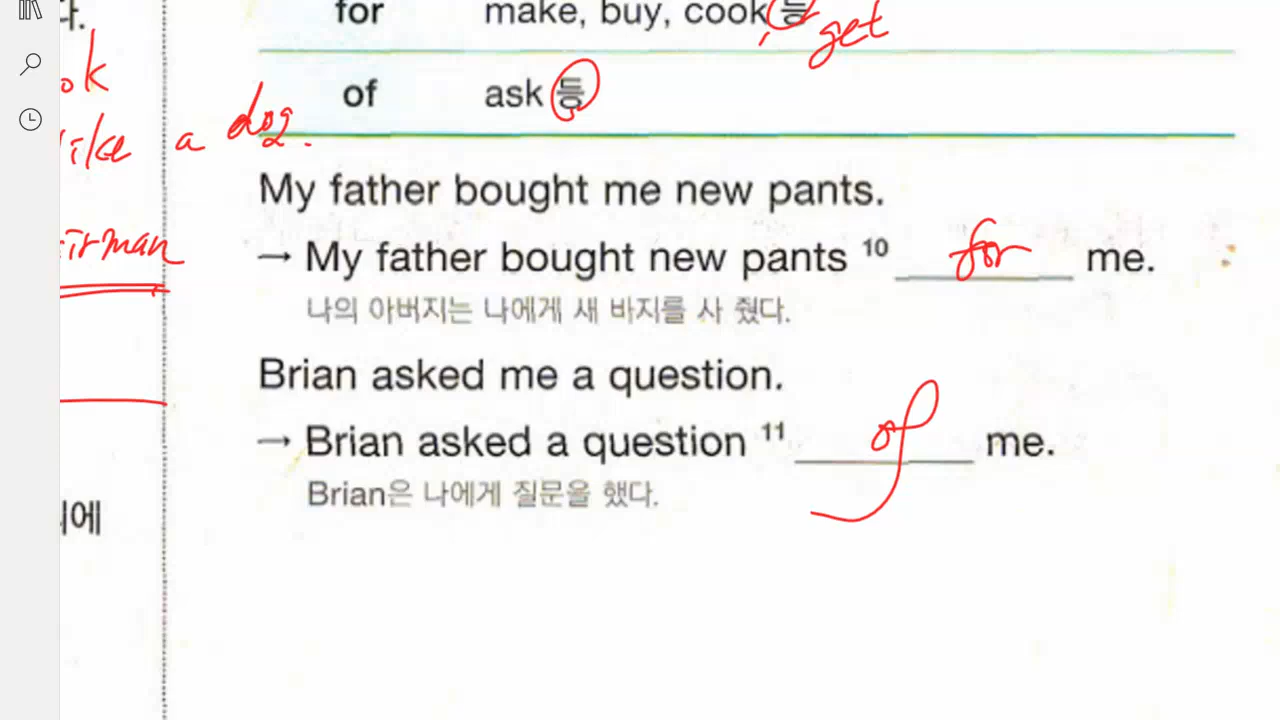 다.
for make, buy, cook, 등 get
of ask 등
ok
like a dog.
My father bought me new pants.
→ My father bought new pants 10 for me.
나의 아버지는 나에게 새 바지를 사 줬다.
Brian asked me a question.
→ Brian asked a question 11 of me.
Brian은 나에게 질문을 했다.